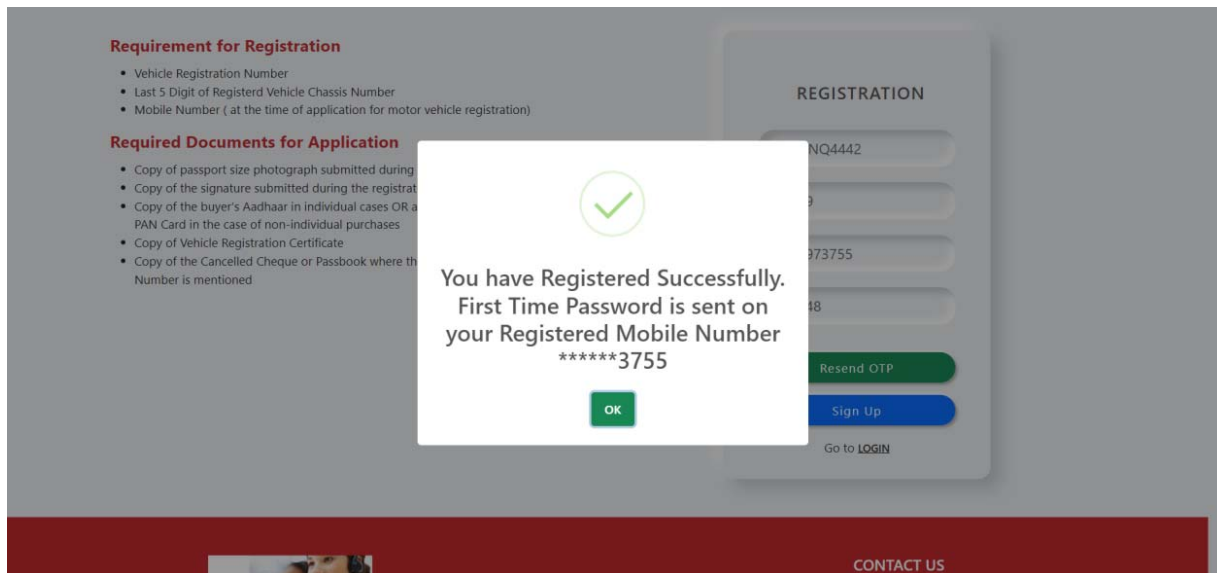 Requirement for Registration
Vehicle Registration Number
Last 5 Digit of Registerd Vehicle Chassis Number
Mobile Number ( at the time of application for motor vehicle registration)
Required Documents for Application
Copy of passport size photograph submitted during
Copy of the signature submitted during the registrat
Copy of the buyer's Aadhaar in individual cases OR a
PAN Card in the case of non-individual purchases
Copy of Vehicle Registration Certificate
Copy of the Cancelled Cheque or Passbook where th
Number is mentioned
You have Registered Successfully.
First Time Password is sent on
your Registered Mobile Number
******3755
OK
REGISTRATION
NQ4442
9
973755
48
Resend OTP
Sign Up
Go to LOGIN
CONTACT US